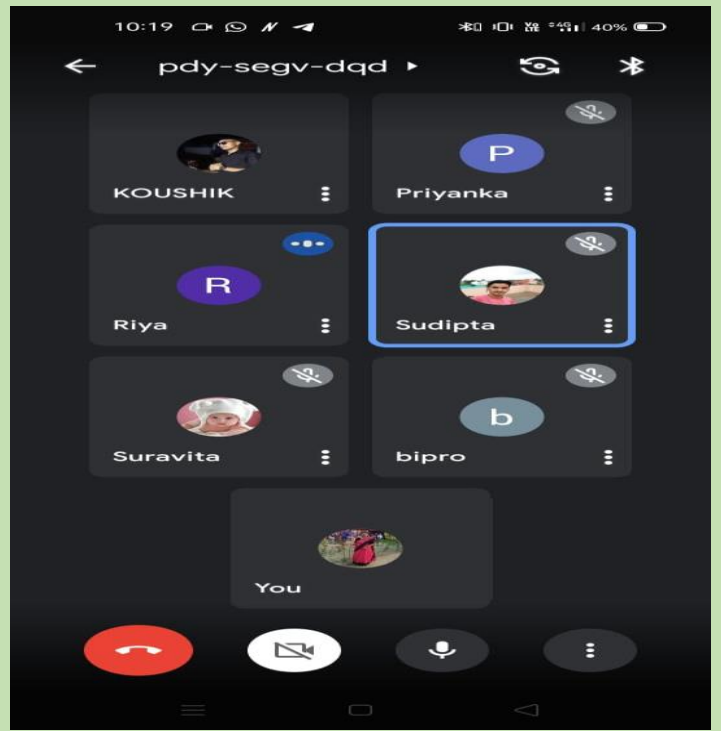 10:19 40%
pdy-segv-dqd
KOUSHIK
P
Priyanka
R
Riya
Sudipta
Suravita
b
bipro
You